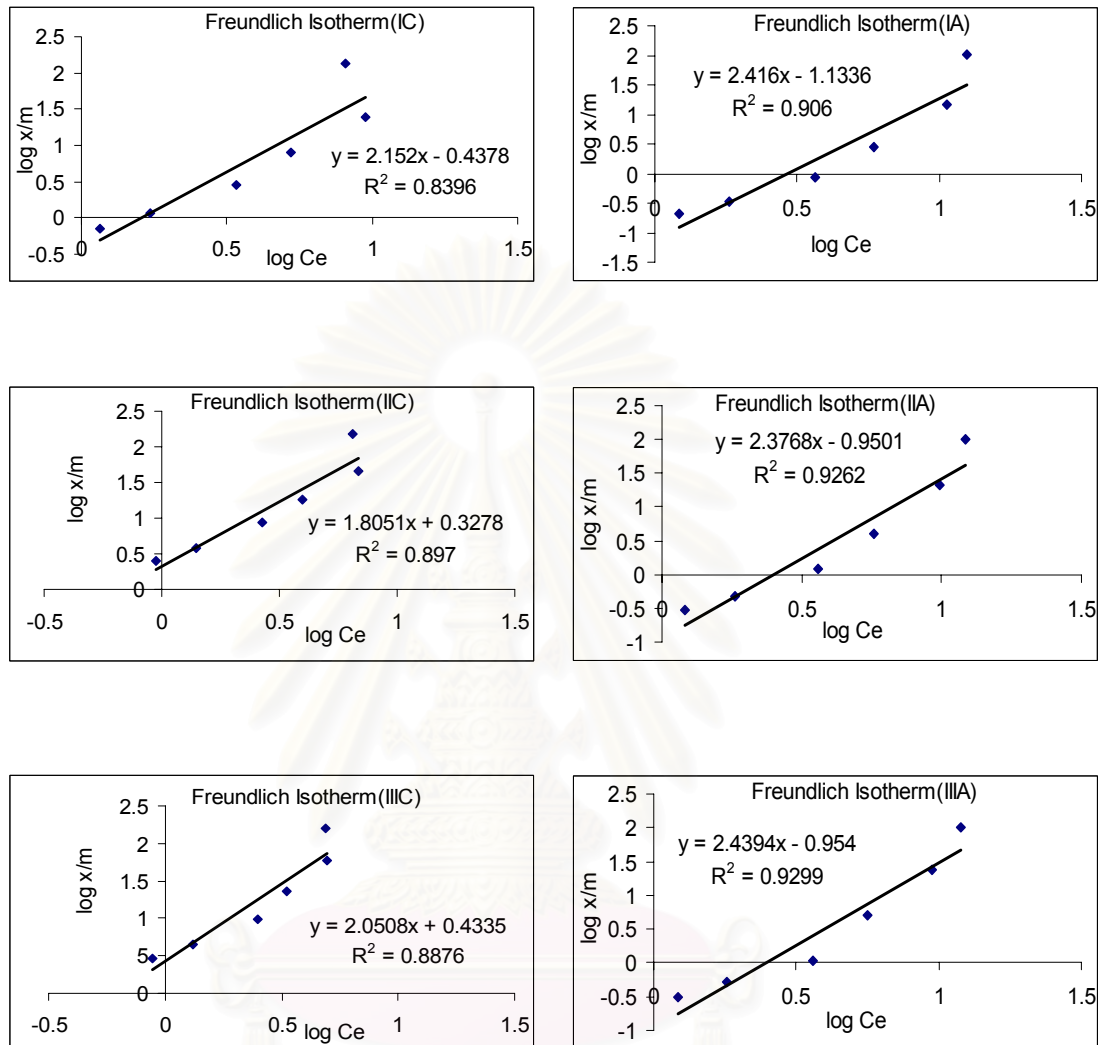 Freundlich Isotherm(IC)
2.5
2
1.5
1
0.5
0
-0.5
log x/m
y = 2.152x - 0.4378
R² = 0.8396
0 0.5 1 1.5
log Ce
Freundlich Isotherm(IA)
2.5
2
1.5
1
0.5
0
-0.5
-1
-1.5
log x/m
y = 2.416x - 1.1336
R² = 0.906
0 0.5 1 1.5
log Ce
Freundlich Isotherm(IIC)
2.5
2
1.5
1
0.5
0
log x/m
y = 1.8051x + 0.3278
R² = 0.897
-0.5 0 0.5 1 1.5
log Ce
Freundlich Isotherm(IIA)
2.5
2
1.5
1
0.5
0
-0.5
-1
log x/m
y = 2.3768x - 0.9501
R² = 0.9262
0 0.5 1 1.5
log Ce
Freundlich Isotherm(IIIC)
2.5
2
1.5
1
5
0
log x/m
y = 2.0508x + 0.4335
R² = 0.8876
-0.5 0 0.5 1 1.5
log Ce
Freundlich Isotherm(IIIA)
2.5
2
1.5
1
0.5
0
-0.5
-1
log x/m
y = 2.4394x - 0.954
R² = 0.9299
0 0.5 1 1.5
log Ce